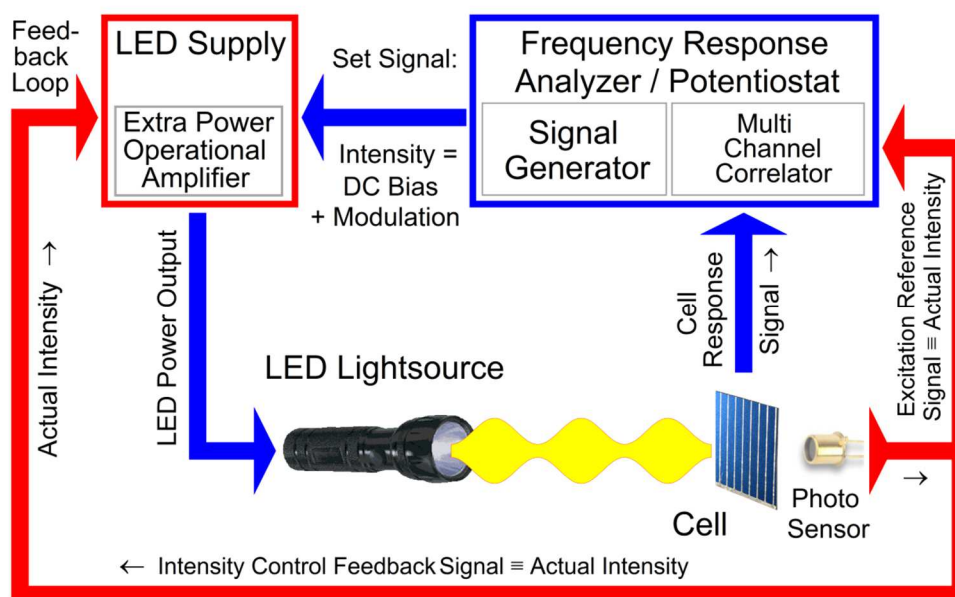 Feed-
back
Loop
LED Supply
Extra Power
Operational
Amplifier
Set Signal:
Intensity =
DC Bias
+ Modulation
Frequency Response
Analyzer / Potentiostat
Signal
Generator
Multi
Channel
Correlator
Actual Intensity →
LED Power Output
LED Lightsource
Cell
Response
Signal →
Excitation Reference
Signal ≡ Actual Intensity
→
Cell
Photo
Sensor
← Intensity Control Feedback Signal ≡ Actual Intensity